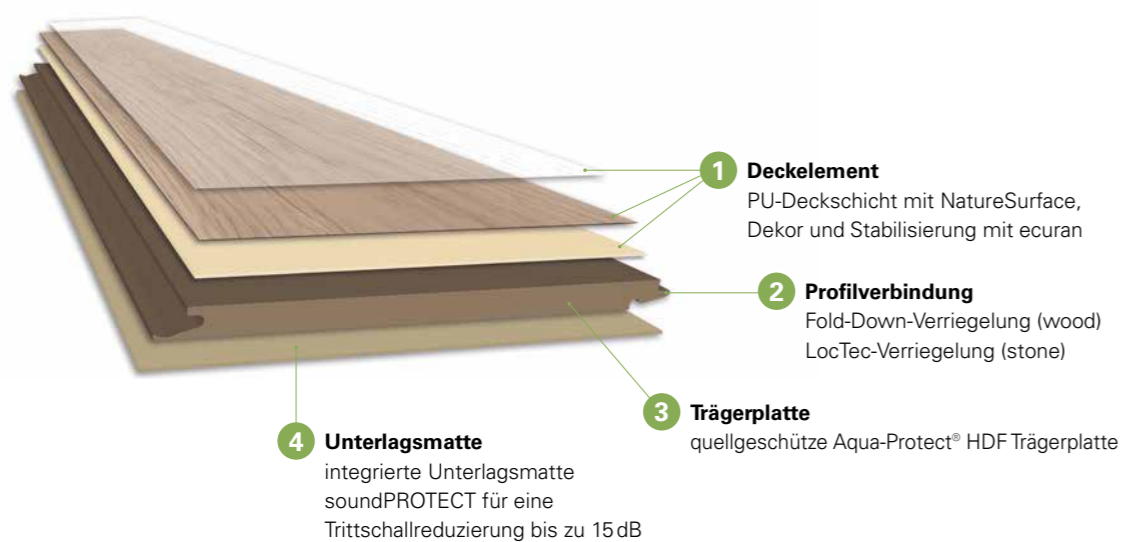 1 Deckelement
PU-Deckschicht mit NatureSurface,
Dekor und Stabilisierung mit ecuran
2 Profilverbindung
Fold-Down-Verriegelung (wood)
LocTec-Verriegelung (stone)
3 Trägerplatte
quellgeschütze Aqua-Protect® HDF Trägerplatte
4 Unterlagsmatte
integrierte Unterlagsmatte
soundPROTECT für eine
Trittschallreduzierung bis zu 15 dB